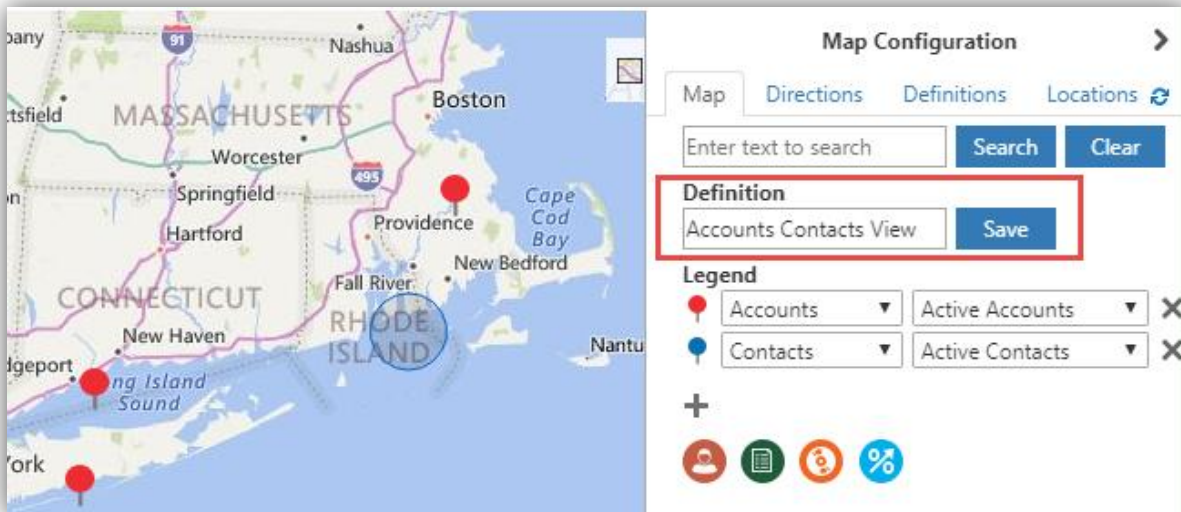 pany
91
Nashua
tsfield
MASSACHUSETTS
Boston
Worcester
495
Springfield
n
Cape
Cod
Bay
Providence
Hartford
New Bedford
Fall River
CONNECTICUT
RHODE
ISLAND
New Haven
Nantu
dgeport
ng Island
Sound
York
Map Configuration
Map Directions Definitions Locations
Enter text to search Search Clear
Definition
Accounts Contacts View Save
Legend
Accounts Active Accounts
Contacts Active Contacts